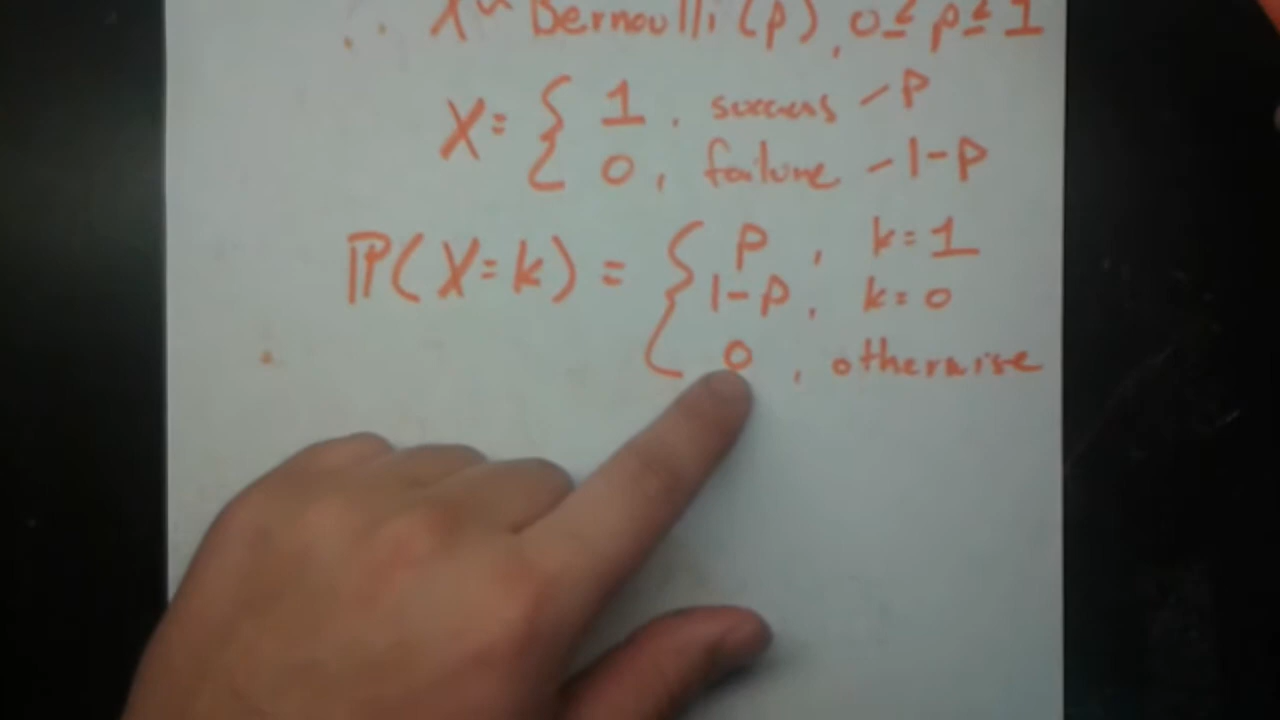 ∴ X ~ Bernoulli (p), 0 ≤ p ≤ 1
X = { 1, success - P
0, failure - 1-P
ℙ(X=k) = { P, k=1
1-P, k=0
0, otherwise